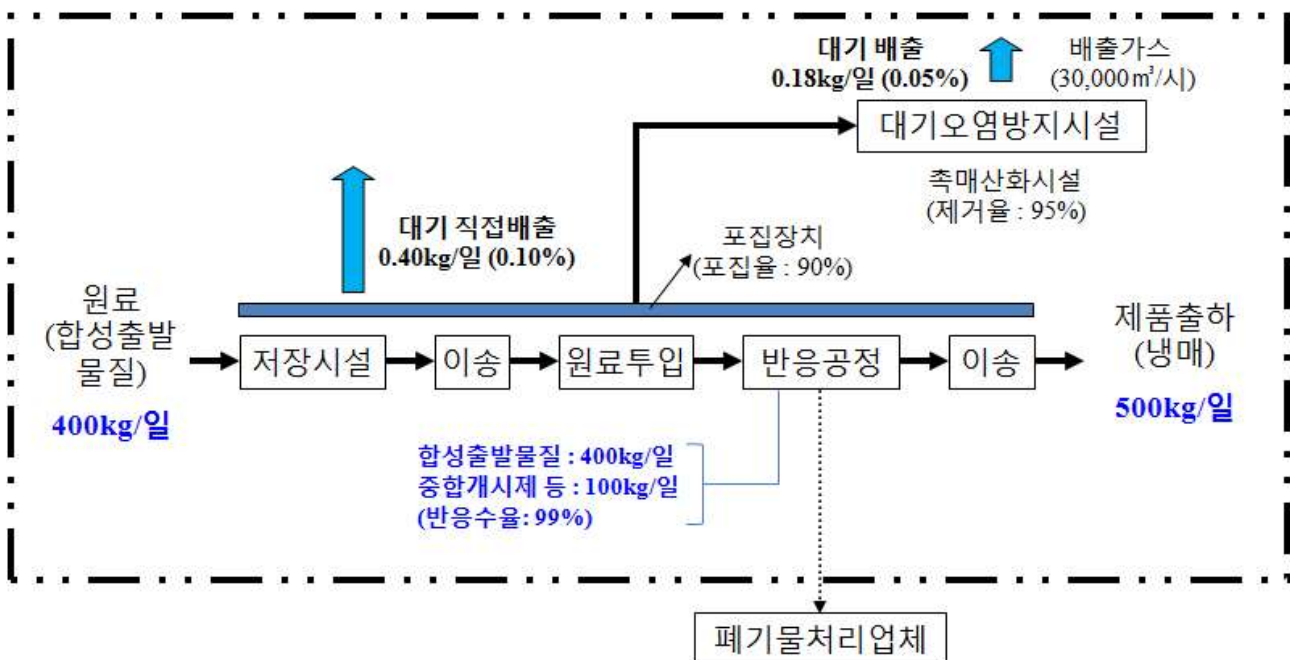 대기 배출
0.18kg/일 (0.05%)
배출가스
(30,000㎥/시)
대기오염방지시설
촉매산화시설
(제거율 : 95%)
대기 직접배출
0.40kg/일 (0.10%)
포집장치
(포집율 : 90%)
원료
(합성출발
물질)
400kg/일
저장시설
이송
원료투입
반응공정
이송
제품출하
(냉매)
500kg/일
합성출발물질 : 400kg/일
중합개시제 등 : 100kg/일
(반응수율: 99%)
폐기물처리업체